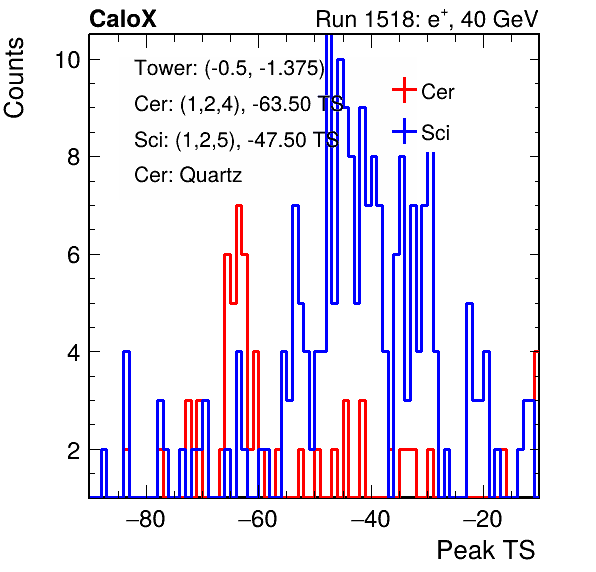 CaloX Run 1518: e⁺, 40 GeV
Counts
Tower: (-0.5, -1.375)
Cer: (1,2,4), -63.50 TS
Sci: (1,2,5), -47.50 TS
Cer: Quartz
Cer
Sci
10
8
6
4
2
−80 −60 −40 −20
Peak TS